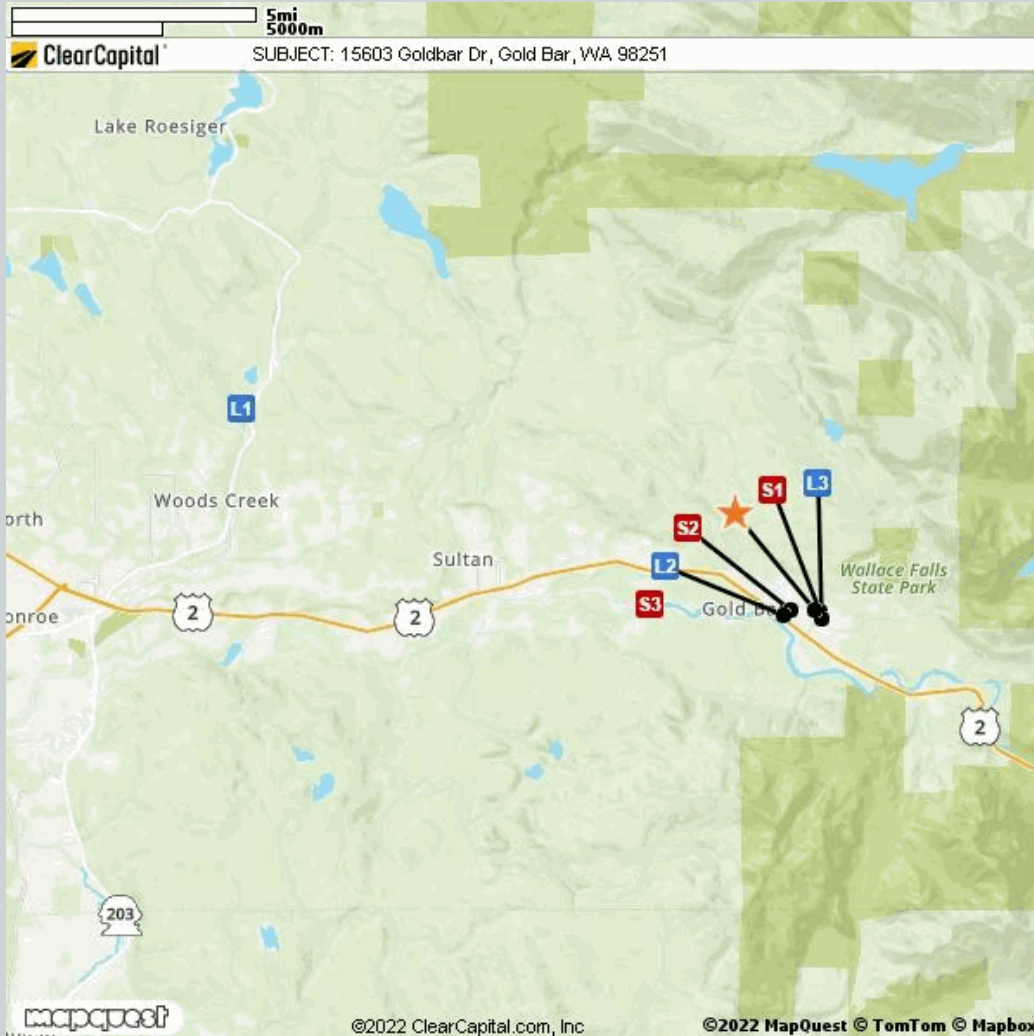 5mi
5000m
ClearCapital
SUBJECT: 15603 Goldbar Dr, Gold Bar, WA 98251
Lake Roesiger
L1
Woods Creek
S1
L3
orth
S2
Sultan
L2
Wallace Falls
State Park
S3
Gold Ba
onroe
2
2
2
203
mapquest
©2022 ClearCapital.com, Inc
©2022 MapQuest © TomTom © Mapbox